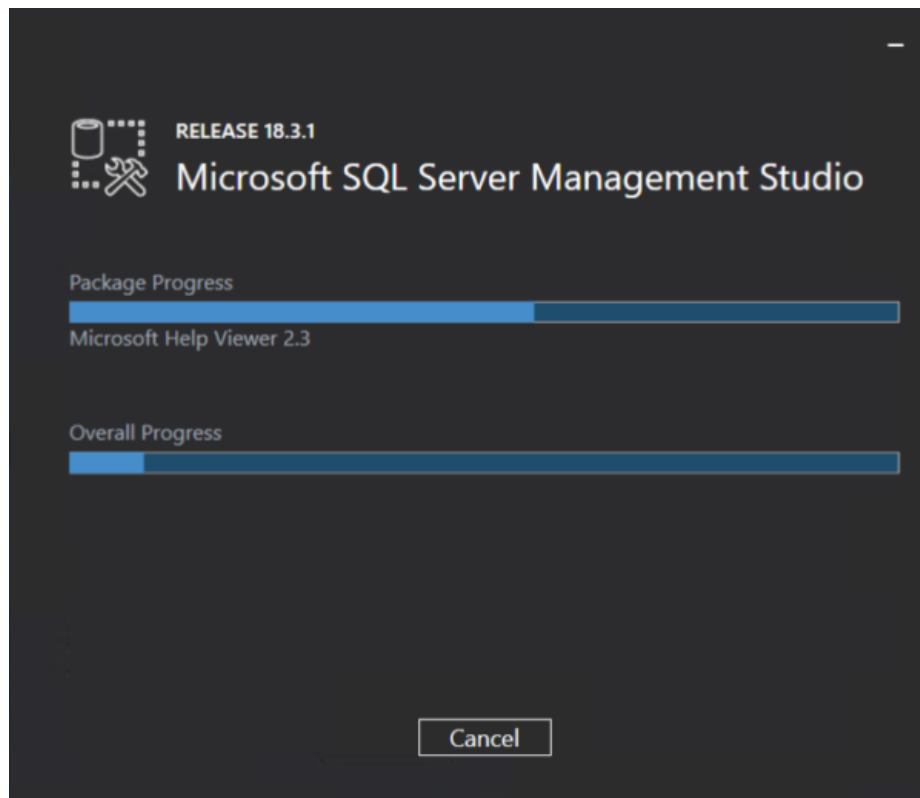 RELEASE 18.3.1
Microsoft SQL Server Management Studio
Package Progress
Microsoft Help Viewer 2.3
Overall Progress
Cancel